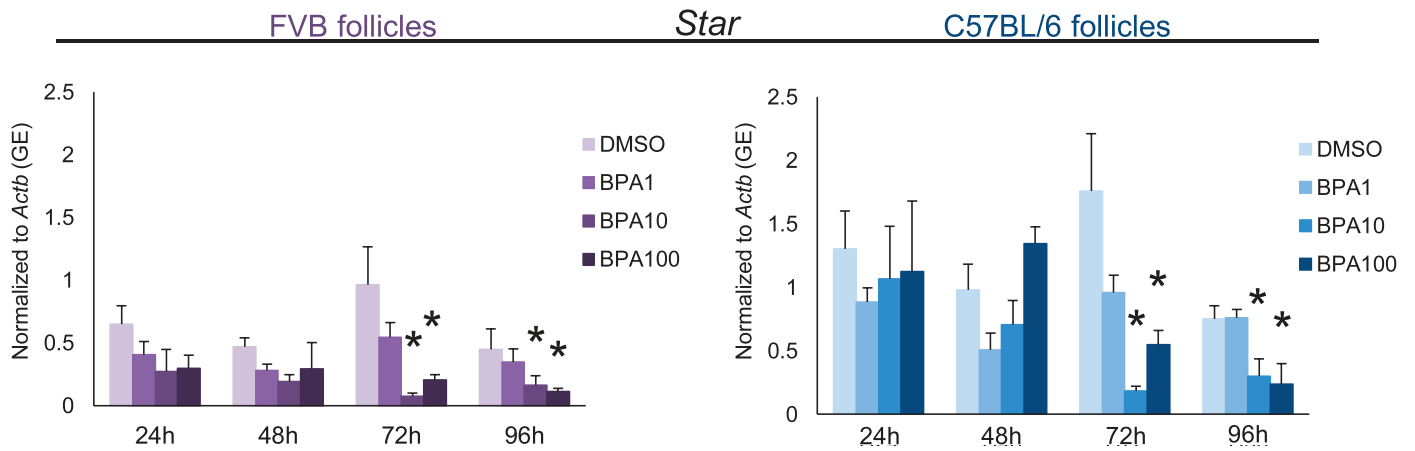 FVB follicles Star C57BL/6 follicles
Normalized to Actb (GE)
2.5
2
1.5
1
0.5
0
* * * *
24h 48h 72h 96h
DMSO
BPA1
BPA10
BPA100
Normalized to Actb (GE)
2.5
2
1.5
1
0.5
0
* * * *
24h 48h 72h 96h
DMSO
BPA1
BPA10
BPA100